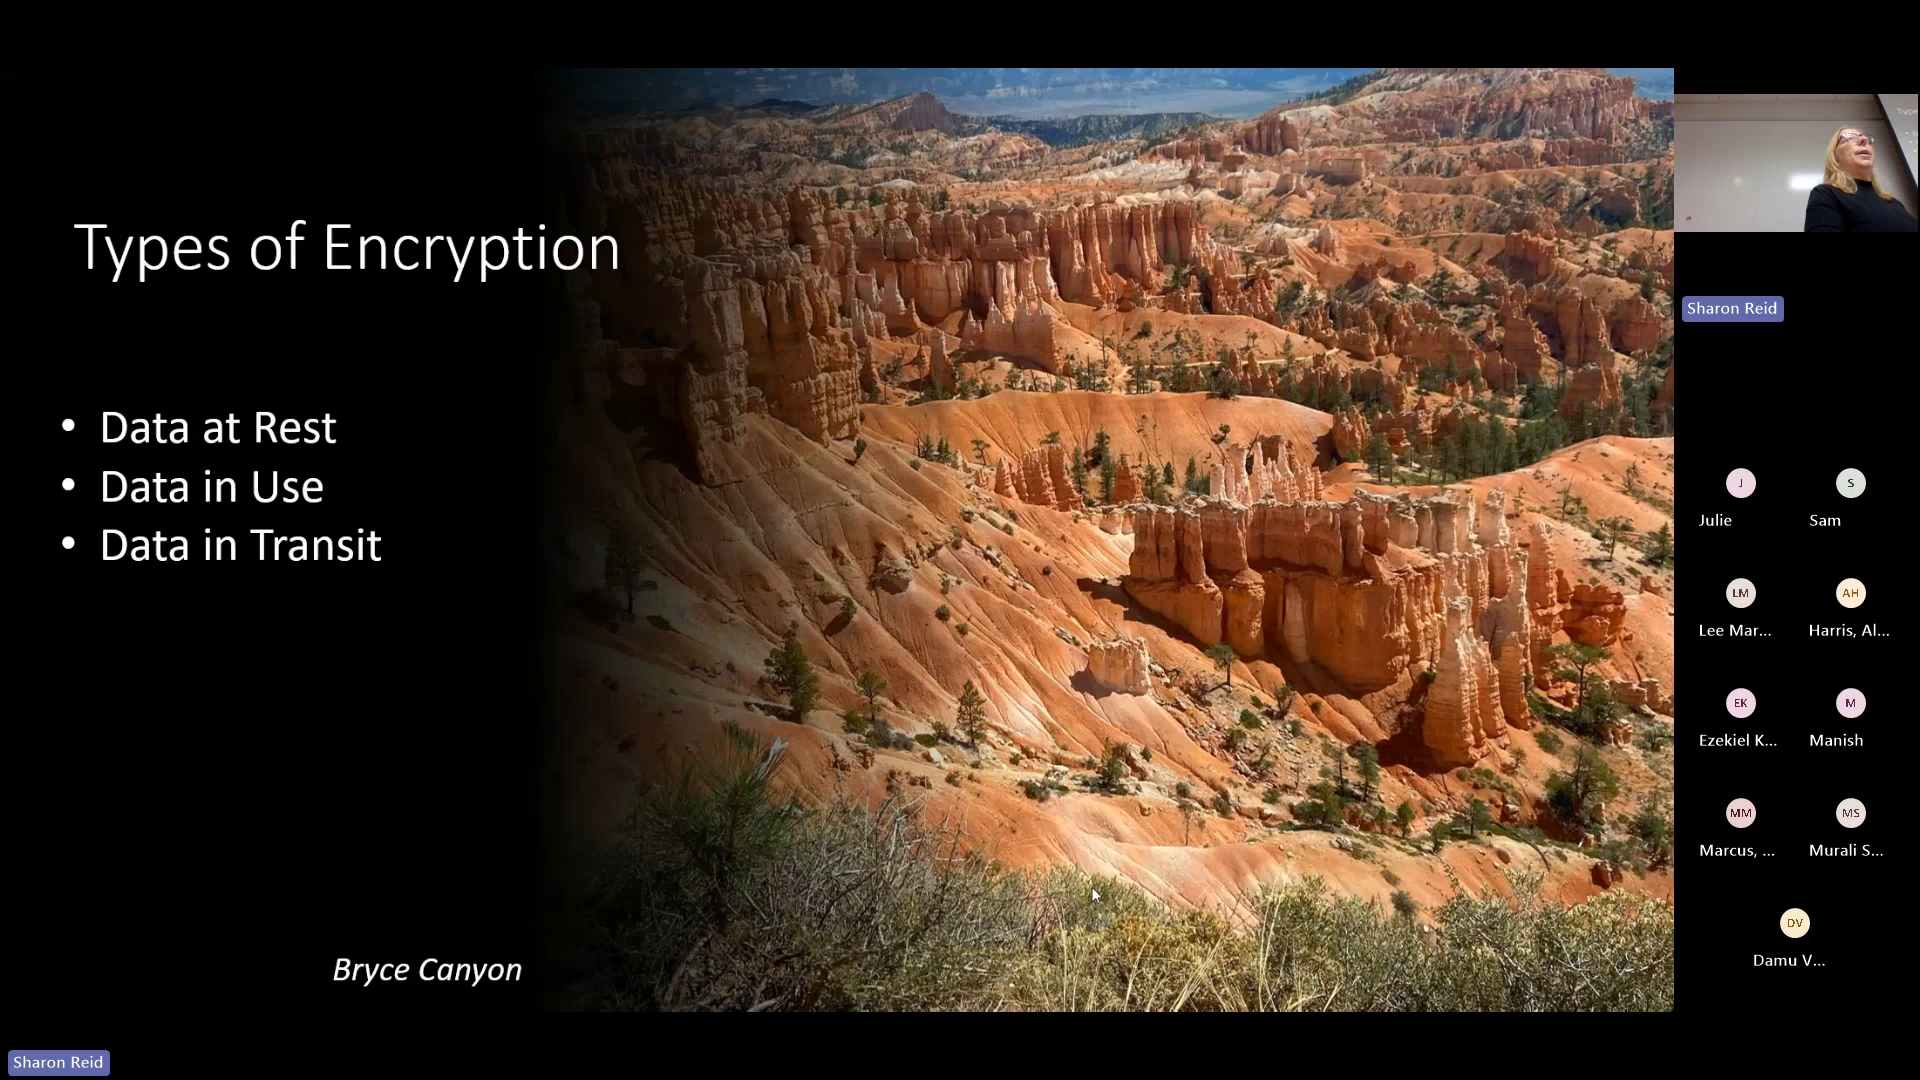 Types of Encryption
• Data at Rest
• Data in Use
• Data in Transit
Bryce Canyon
Sharon Reid
Sharon Reid
J
S
Julie
Sam
LM
AH
Lee Mar...
Harris, Al...
EK
M
Ezekiel K...
Manish
MM
MS
Marcus, ...
Murali S...
DV
Damu V...